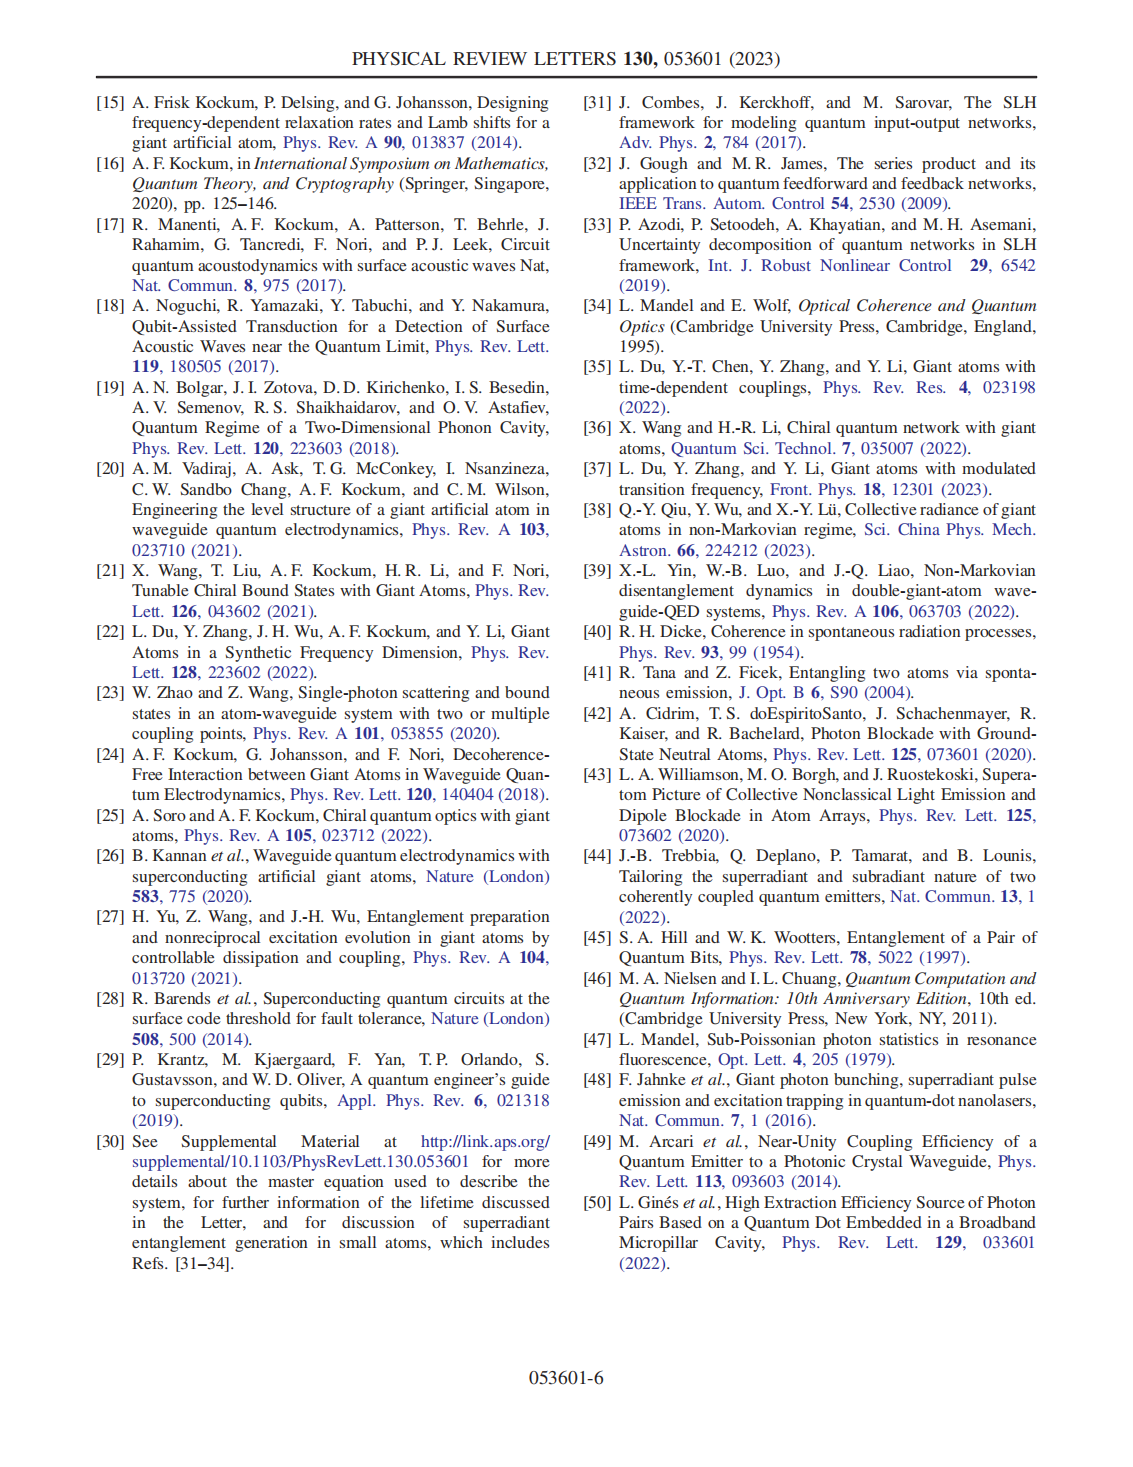 PHYSICAL REVIEW LETTERS 130, 053601 (2023)
[15] A. Frisk Kockum, P. Delsing, and G. Johansson, Designing
frequency-dependent relaxation rates and Lamb shifts for a
giant artificial atom, Phys. Rev. A 90, 013837 (2014).
[16] A. F. Kockum, in International Symposium on Mathematics,
Quantum Theory, and Cryptography (Springer, Singapore,
2020), pp. 125–146.
[17] R. Manenti, A. F. Kockum, A. Patterson, T. Behrle, J.
Rahamim, G. Tancredi, F. Nori, and P. J. Leek, Circuit
quantum acoustodynamics with surface acoustic waves Nat,
Nat. Commun. 8, 975 (2017).
[18] A. Noguchi, R. Yamazaki, Y. Tabuchi, and Y. Nakamura,
Qubit-Assisted Transduction for a Detection of Surface
Acoustic Waves near the Quantum Limit, Phys. Rev. Lett.
119, 180505 (2017).
[19] A. N. Bolgar, J. I. Zotova, D. D. Kirichenko, I. S. Besedin,
A. V. Semenov, R. S. Shaikhaidarov, and O. V. Astafiev,
Quantum Regime of a Two-Dimensional Phonon Cavity,
Phys. Rev. Lett. 120, 223603 (2018).
[20] A. M. Vadiraj, A. Ask, T. G. McConkey, I. Nsanzineza,
C. W. Sandbo Chang, A. F. Kockum, and C. M. Wilson,
Engineering the level structure of a giant artificial atom in
waveguide quantum electrodynamics, Phys. Rev. A 103,
023710 (2021).
[21] X. Wang, T. Liu, A. F. Kockum, H. R. Li, and F. Nori,
Tunable Chiral Bound States with Giant Atoms, Phys. Rev.
Lett. 126, 043602 (2021).
[22] L. Du, Y. Zhang, J. H. Wu, A. F. Kockum, and Y. Li, Giant
Atoms in a Synthetic Frequency Dimension, Phys. Rev.
Lett. 128, 223602 (2022).
[23] W. Zhao and Z. Wang, Single-photon scattering and bound
states in an atom-waveguide system with two or multiple
coupling points, Phys. Rev. A 101, 053855 (2020).
[24] A. F. Kockum, G. Johansson, and F. Nori, Decoherence-
Free Interaction between Giant Atoms in Waveguide Quan-
tum Electrodynamics, Phys. Rev. Lett. 120, 140404 (2018).
[25] A. Soro and A. F. Kockum, Chiral quantum optics with giant
atoms, Phys. Rev. A 105, 023712 (2022).
[26] B. Kannan et al., Waveguide quantum electrodynamics with
superconducting artificial giant atoms, Nature (London)
583, 775 (2020).
[27] H. Yu, Z. Wang, and J.-H. Wu, Entanglement preparation
and nonreciprocal excitation evolution in giant atoms by
controllable dissipation and coupling, Phys. Rev. A 104,
013720 (2021).
[28] R. Barends et al., Superconducting quantum circuits at the
surface code threshold for fault tolerance, Nature (London)
508, 500 (2014).
[29] P. Krantz, M. Kjaergaard, F. Yan, T. P. Orlando, S.
Gustavsson, and W. D. Oliver, A quantum engineer's guide
to superconducting qubits, Appl. Phys. Rev. 6, 021318
(2019).
[30] See Supplemental Material at http://link.aps.org/
supplemental/10.1103/PhysRevLett.130.053601 for more
details about the master equation used to describe the
system, for further information of the lifetime discussed
in the Letter, and for discussion of superradiant
entanglement generation in small atoms, which includes
Refs. [31–34].
[31] J. Combes, J. Kerckhoff, and M. Sarovar, The SLH
framework for modeling quantum input-output networks,
Adv. Phys. 2, 784 (2017).
[32] J. Gough and M. R. James, The series product and its
application to quantum feedforward and feedback networks,
IEEE Trans. Autom. Control 54, 2530 (2009).
[33] P. Azodi, P. Setoodeh, A. Khayatian, and M. H. Asemani,
Uncertainty decomposition of quantum networks in SLH
framework, Int. J. Robust Nonlinear Control 29, 6542
(2019).
[34] L. Mandel and E. Wolf, Optical Coherence and Quantum
Optics (Cambridge University Press, Cambridge, England,
1995).
[35] L. Du, Y.-T. Chen, Y. Zhang, and Y. Li, Giant atoms with
time-dependent couplings, Phys. Rev. Res. 4, 023198
(2022).
[36] X. Wang and H.-R. Li, Chiral quantum network with giant
atoms, Quantum Sci. Technol. 7, 035007 (2022).
[37] L. Du, Y. Zhang, and Y. Li, Giant atoms with modulated
transition frequency, Front. Phys. 18, 12301 (2023).
[38] Q.-Y. Qiu, Y. Wu, and X.-Y. Lü, Collective radiance of giant
atoms in non-Markovian regime, Sci. China Phys. Mech.
Astron. 66, 224212 (2023).
[39] X.-L. Yin, W.-B. Luo, and J.-Q. Liao, Non-Markovian
disentanglement dynamics in double-giant-atom wave-
guide-QED systems, Phys. Rev. A 106, 063703 (2022).
[40] R. H. Dicke, Coherence in spontaneous radiation processes,
Phys. Rev. 93, 99 (1954).
[41] R. Tana and Z. Ficek, Entangling two atoms via sponta-
neous emission, J. Opt. B 6, S90 (2004).
[42] A. Cidrim, T. S. doEspiritoSanto, J. Schachenmayer, R.
Kaiser, and R. Bachelard, Photon Blockade with Ground-
State Neutral Atoms, Phys. Rev. Lett. 125, 073601 (2020).
[43] L. A. Williamson, M. O. Borgh, and J. Ruostekoski, Supera-
tom Picture of Collective Nonclassical Light Emission and
Dipole Blockade in Atom Arrays, Phys. Rev. Lett. 125,
073602 (2020).
[44] J.-B. Trebbia, Q. Deplano, P. Tamarat, and B. Lounis,
Tailoring the superradiant and subradiant nature of two
coherently coupled quantum emitters, Nat. Commun. 13, 1
(2022).
[45] S. A. Hill and W. K. Wootters, Entanglement of a Pair of
Quantum Bits, Phys. Rev. Lett. 78, 5022 (1997).
[46] M. A. Nielsen and I. L. Chuang, Quantum Computation and
Quantum Information: 10th Anniversary Edition, 10th ed.
(Cambridge University Press, New York, NY, 2011).
[47] L. Mandel, Sub-Poissonian photon statistics in resonance
fluorescence, Opt. Lett. 4, 205 (1979).
[48] F. Jahnke et al., Giant photon bunching, superradiant pulse
emission and excitation trapping in quantum-dot nanolasers,
Nat. Commun. 7, 1 (2016).
[49] M. Arcari et al., Near-Unity Coupling Efficiency of a
Quantum Emitter to a Photonic Crystal Waveguide, Phys.
Rev. Lett. 113, 093603 (2014).
[50] L. Ginés et al., High Extraction Efficiency Source of Photon
Pairs Based on a Quantum Dot Embedded in a Broadband
Micropillar Cavity, Phys. Rev. Lett. 129, 033601
(2022).
053601-6